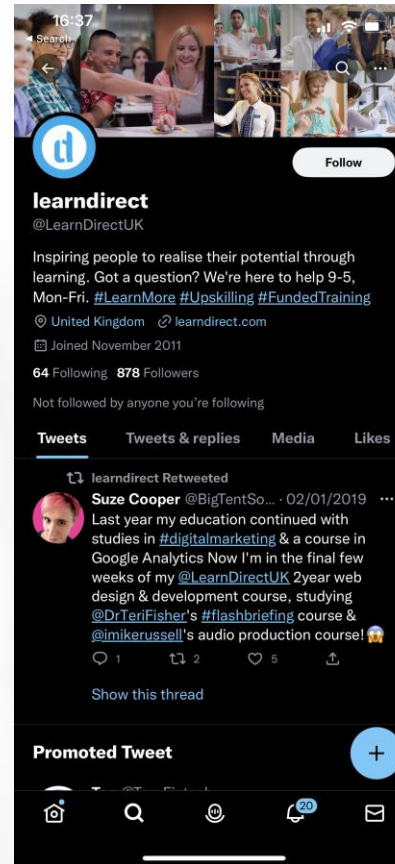 16:37
Search
Follow
learndirect
@LearnDirectUK
Inspiring people to realise their potential through
learning. Got a question? We're here to help 9-5,
Mon-Fri. #LearnMore #Upskilling #FundedTraining
United Kingdom learndirect.com
Joined November 2011
64 Following 878 Followers
Not followed by anyone you're following
Tweets Tweets & replies Media Likes
learndirect Retweeted
Suze Cooper @BigTentSo... · 02/01/2019
Last year my education continued with
studies in #digitalmarketing & a course in
Google Analytics Now I'm in the final few
weeks of my @LearnDirectUK 2year web
design & development course, studying
@DrTeriFisher's #flashbriefing course &
@imikerussell's audio production course! 😱
1 2 5
Show this thread
Promoted Tweet
20